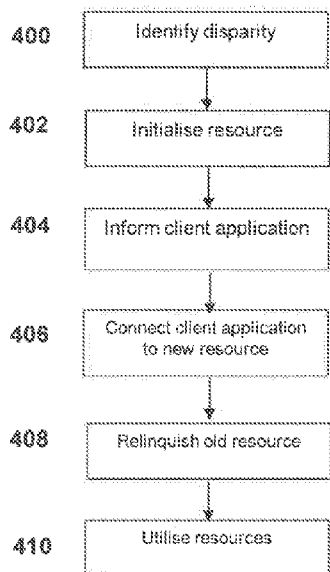 400 Identify disparity
402 Initialise resource
404 Inform client application
406 Connect client application
to new resource
408 Relinquish old resource
410 Utilise resources